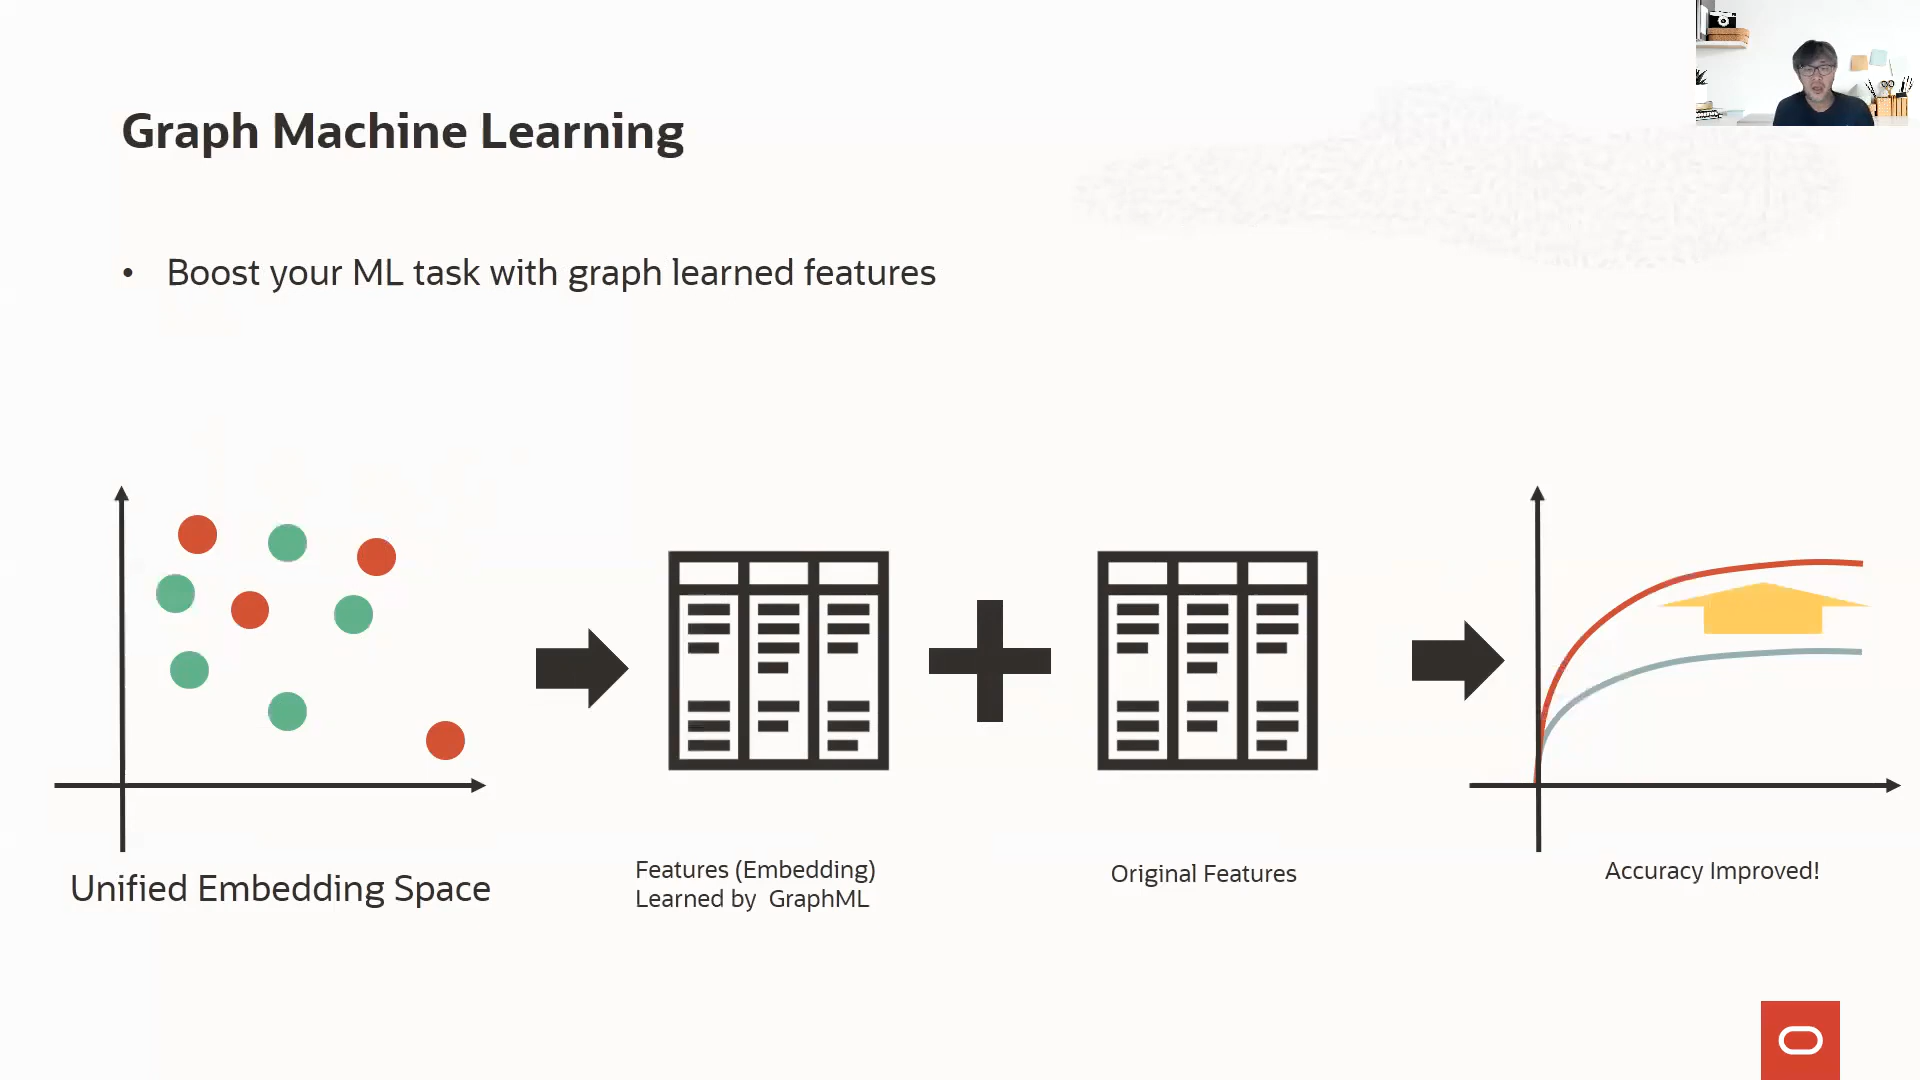 Graph Machine Learning
• Boost your ML task with graph learned features
Unified Embedding Space
Features (Embedding)
Learned by GraphML
Original Features
Accuracy Improved!